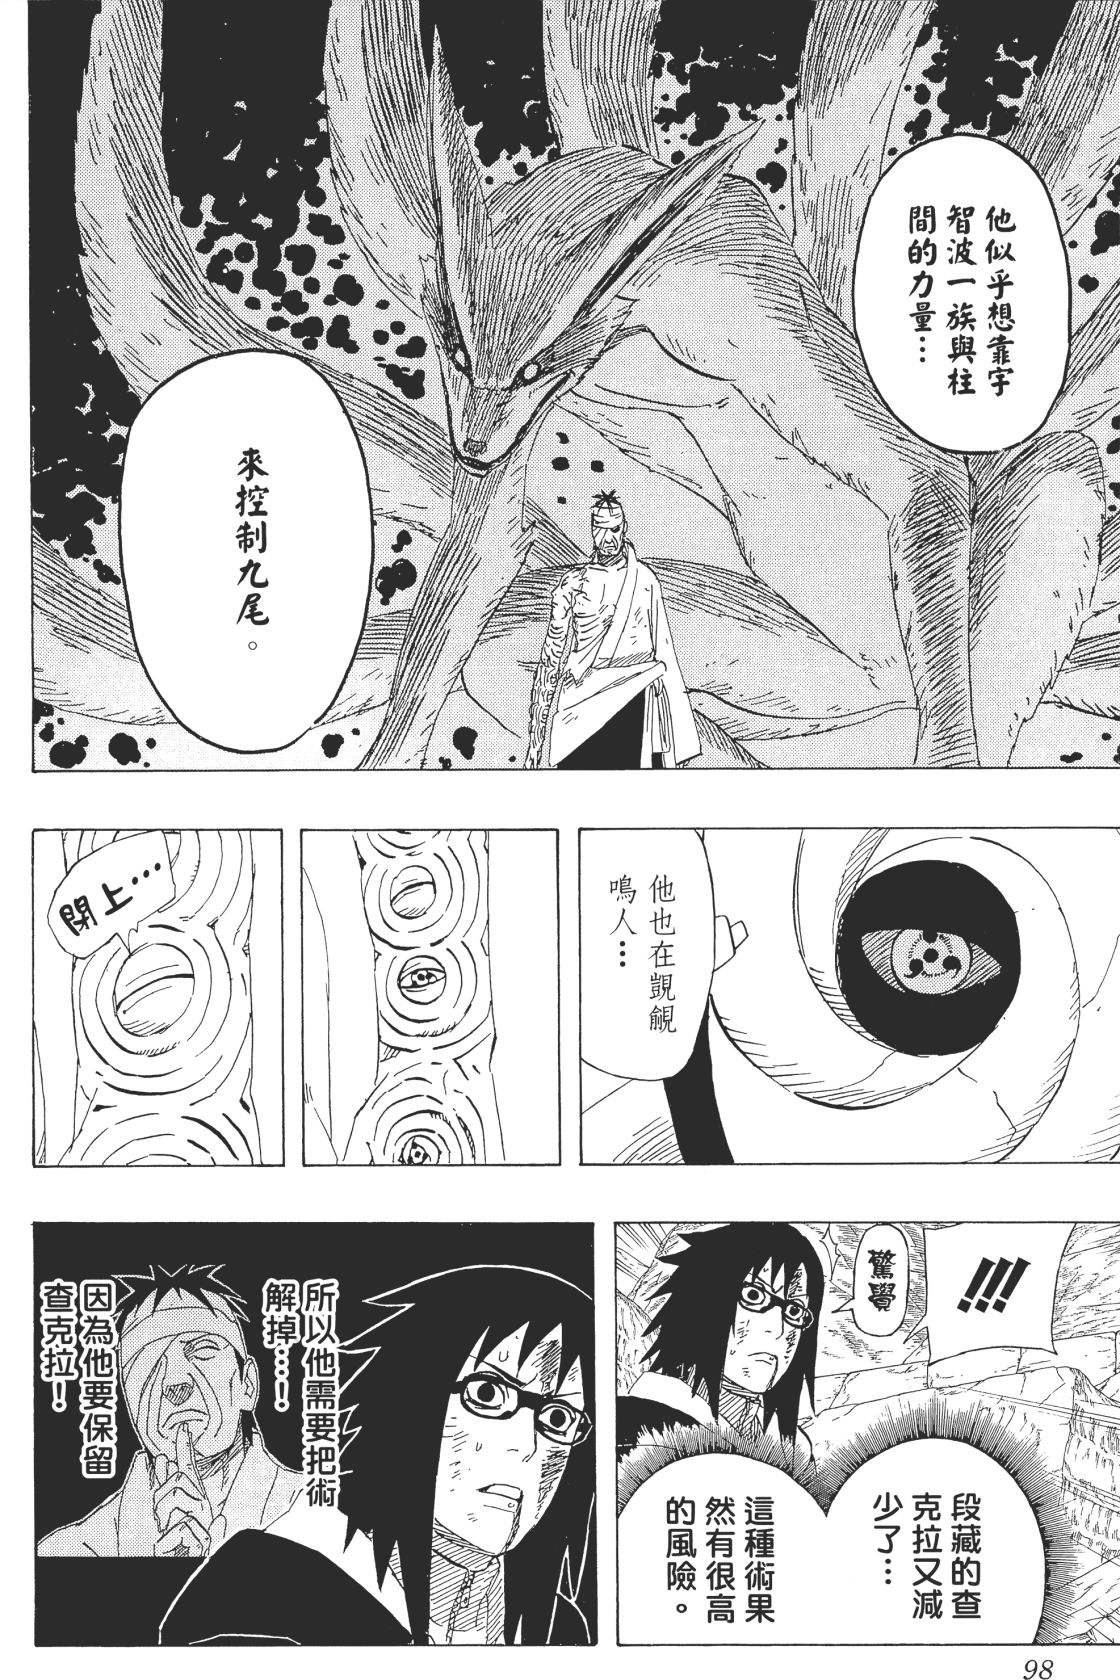 他似乎想靠宇
智波一族與柱
間的力量…
來控制九尾。
他也在覬覦
鳴人…
閉上…
!!!
驚覺
段藏的查
克拉又減
少了…
這種術果
然有很高
的風險。
所以他需要把術
解掉…！
因為他要保留
查克拉！
98